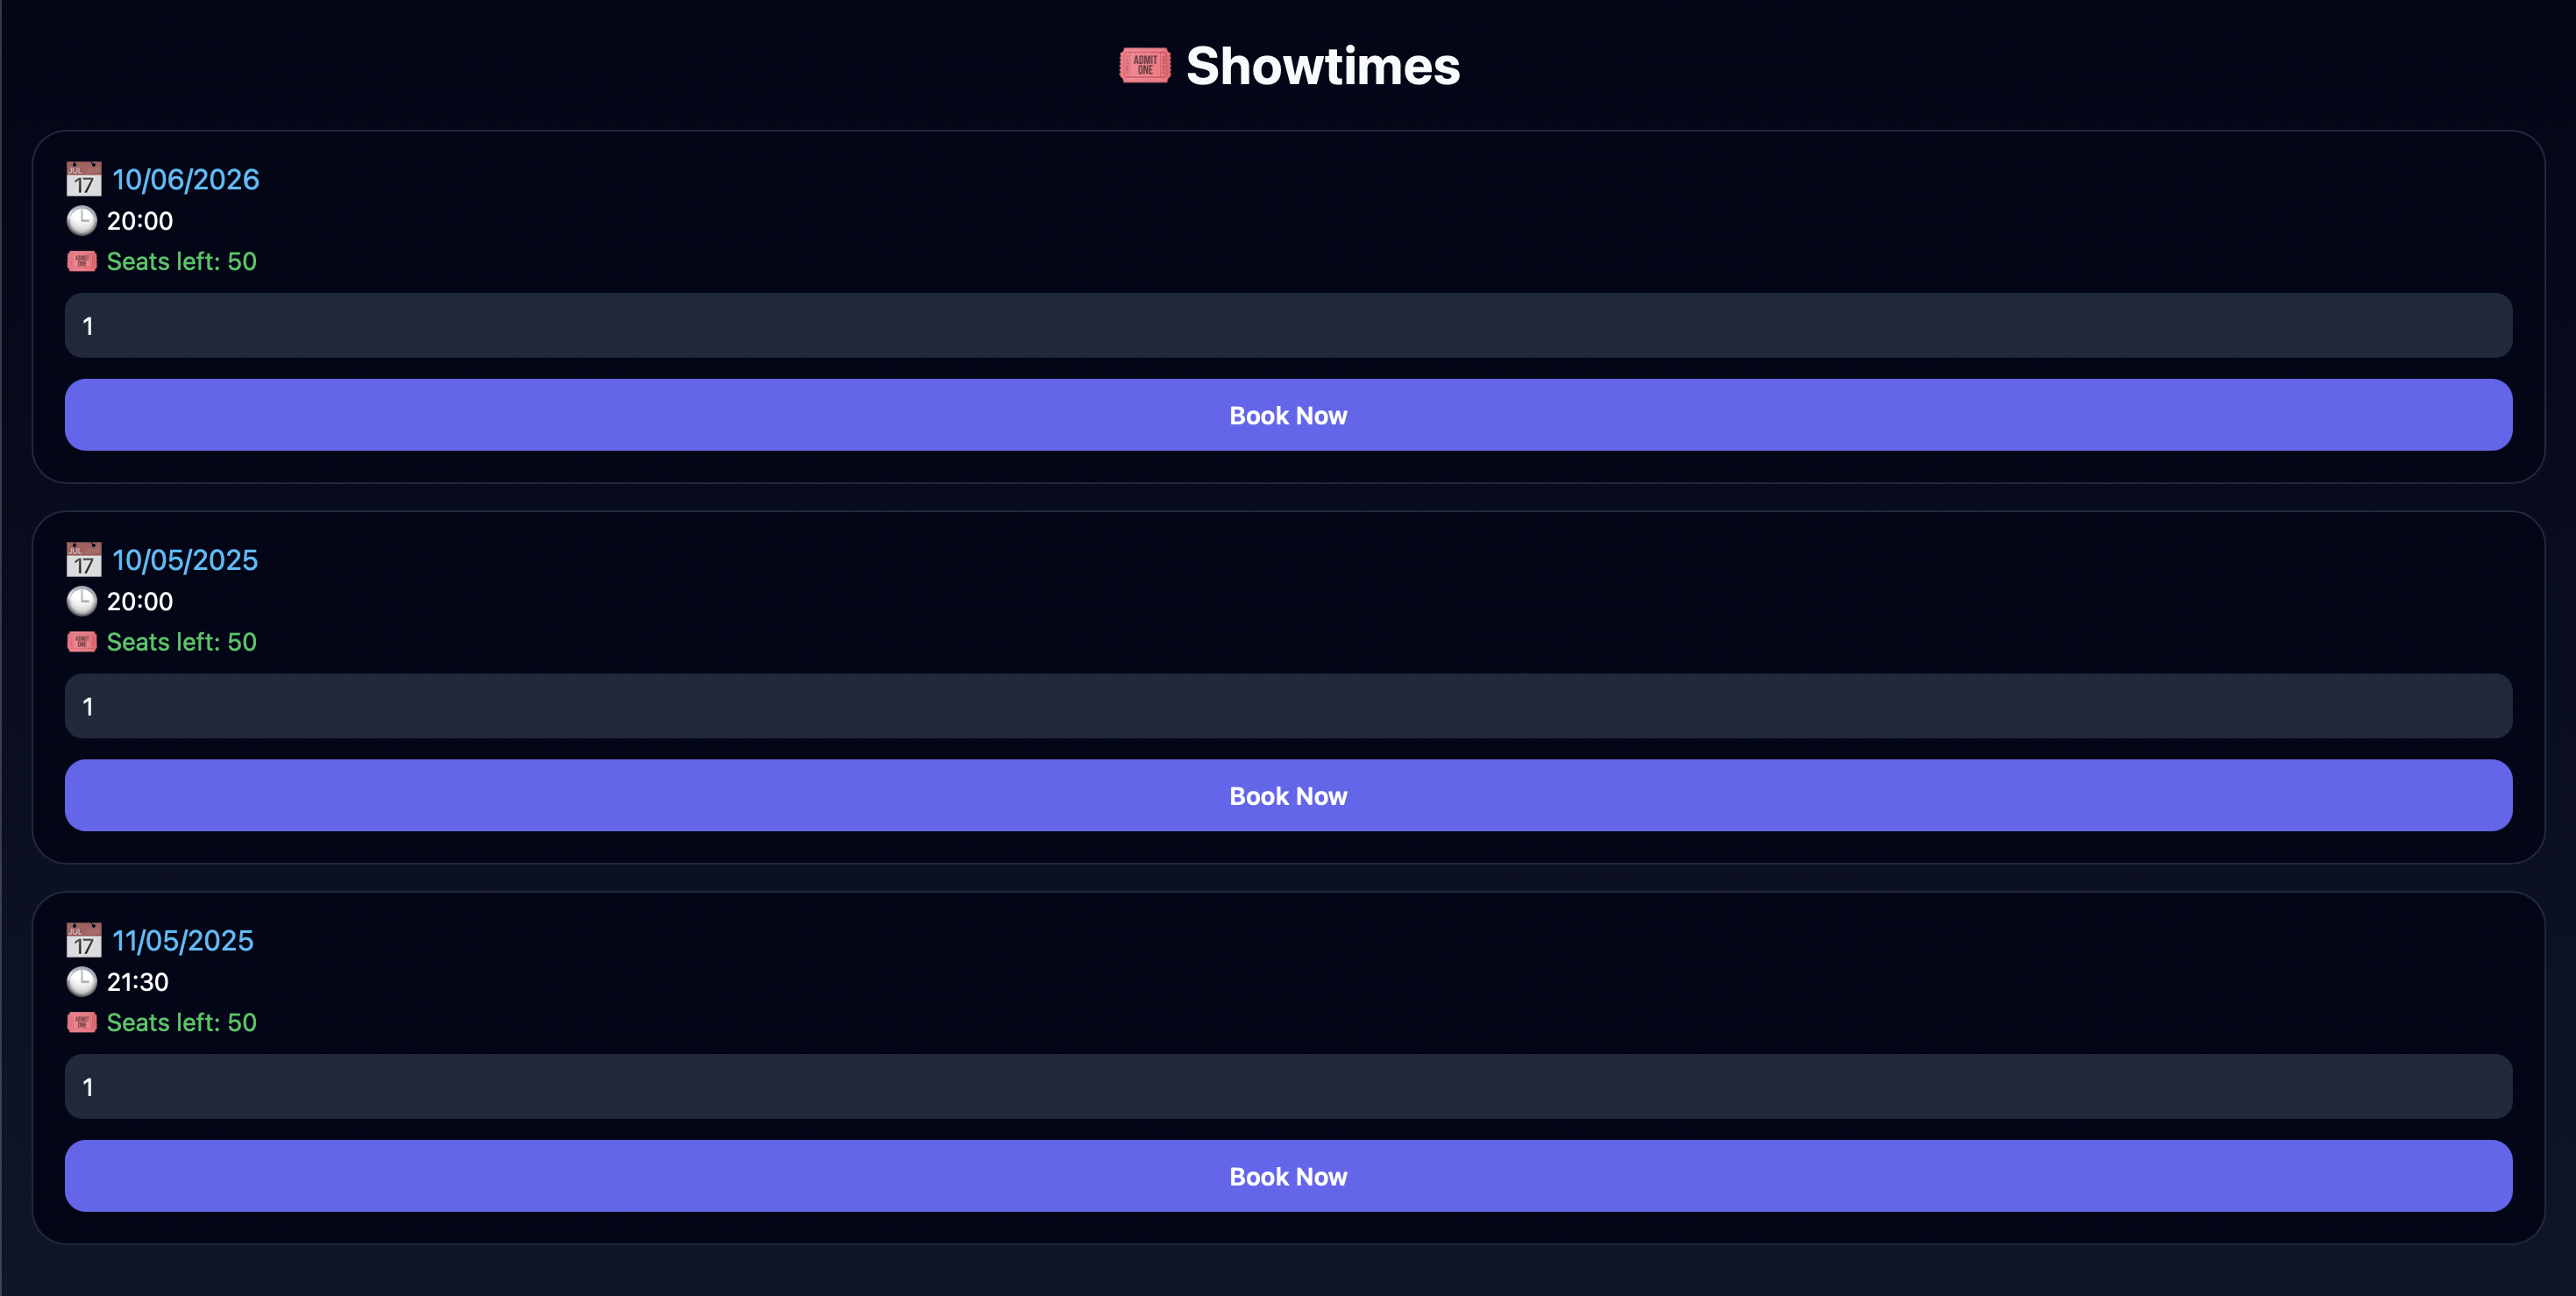 🎟️ Showtimes
📅 10/06/2026
🕒 20:00
🎟️ Seats left: 50
1
Book Now
📅 10/05/2025
🕒 20:00
🎟️ Seats left: 50
1
Book Now
📅 11/05/2025
🕒 21:30
🎟️ Seats left: 50
1
Book Now